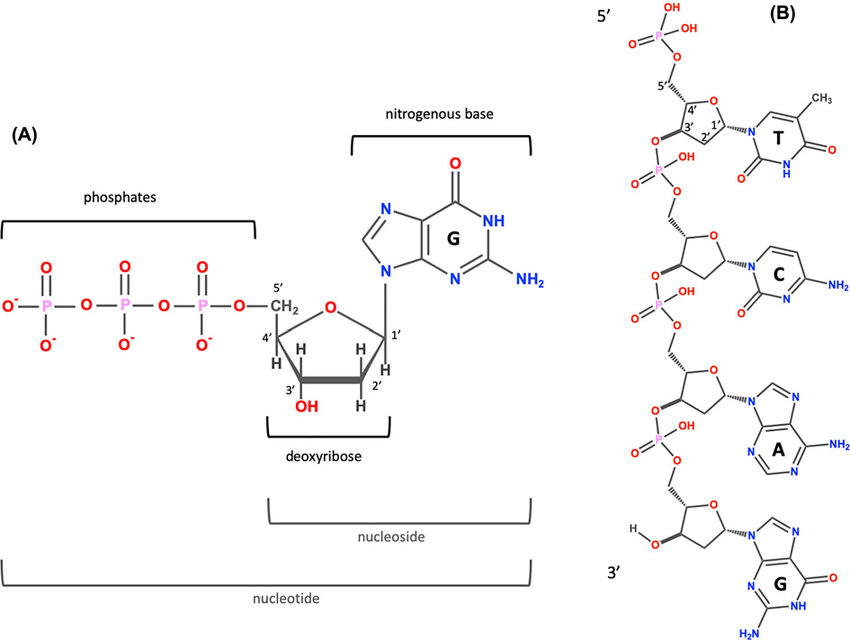 (A)
nitrogenous base
phosphates
O
N
NH
G
N
N
NH2
O
O
O
5'
O-
P
O
P
O
P
O
CH2
O
O-
O-
O-
4'
1'
H
H
H
H
3'
2'
OH
H
deoxyribose
nucleoside
nucleotide
5'
(B)
OH
P
OH
O
O
5'
O
4'
CH3
3'
1'
2'
N
T
O
O
NH
O
P
OH
O
O
O
N
C
O
N
NH2
O
P
OH
O
O
O
N
N
A
NH2
N
N
O
P
OH
O
O
O
H
O
N
N
G
O
N
NH
H2N
3'